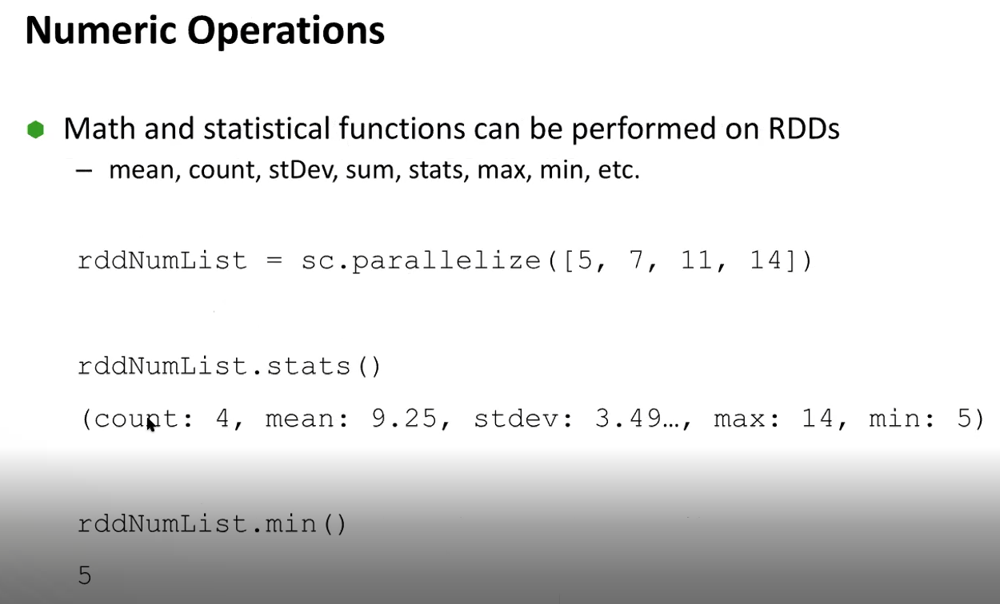 Numeric Operations
Math and statistical functions can be performed on RDDs
– mean, count, stDev, sum, stats, max, min, etc.
rddNumList = sc.parallelize([5, 7, 11, 14])
rddNumList.stats()
(count: 4, mean: 9.25, stdev: 3.49…, max: 14, min: 5)
rddNumList.min()
5